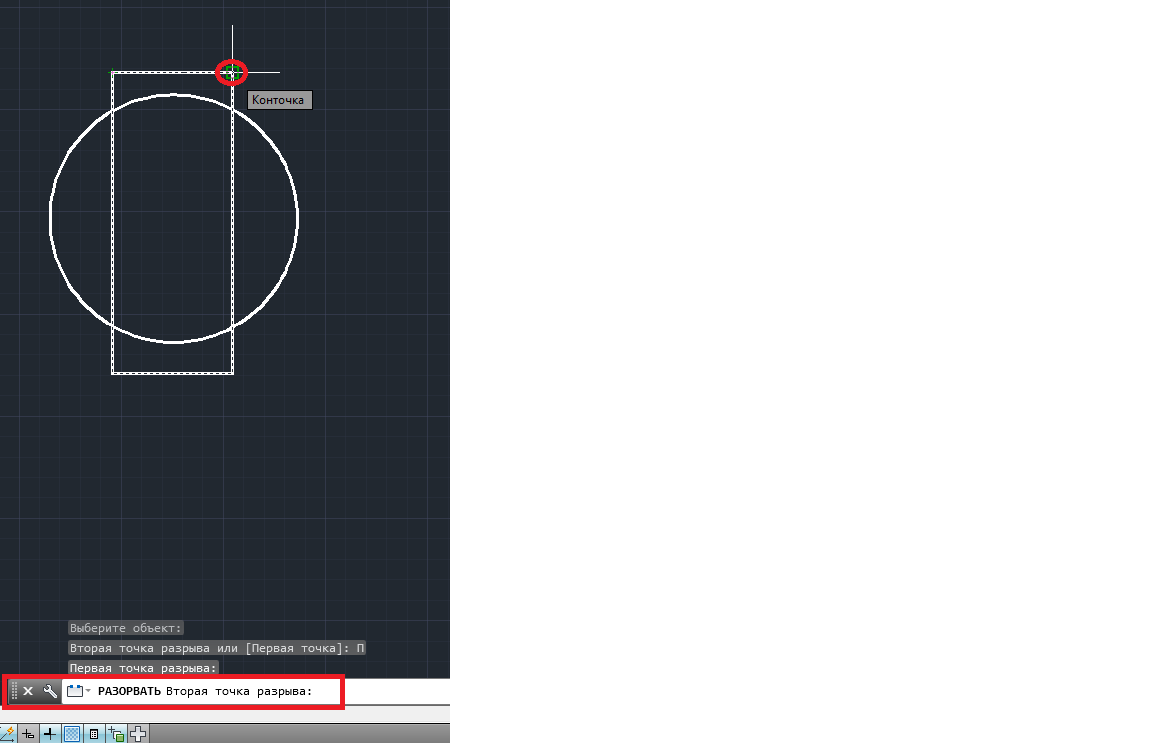 Конточка
Выберите объект:
Вторая точка разрыва или [Первая точка]: П
Первая точка разрыва:
РАЗОРВАТЬ Вторая точка разрыва: